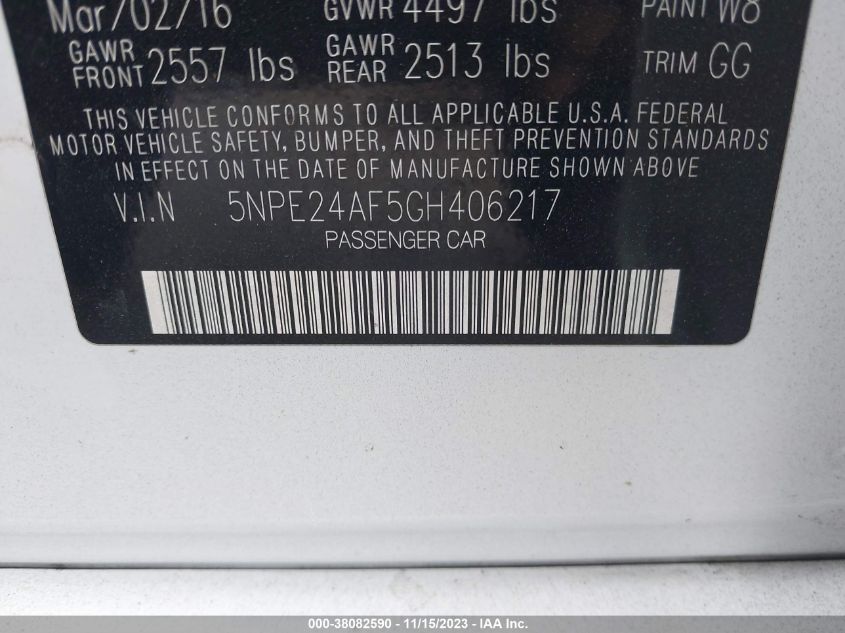 Mar/02/16 GVWR 4497 lbs PAINT W8
GAWR FRONT 2557 lbs GAWR REAR 2513 lbs TRIM GG
THIS VEHICLE CONFORMS TO ALL APPLICABLE U.S.A. FEDERAL
MOTOR VEHICLE SAFETY, BUMPER, AND THEFT PREVENTION STANDARDS
IN EFFECT ON THE DATE OF MANUFACTURE SHOWN ABOVE
V.I.N 5NPE24AF5GH406217
PASSENGER CAR
000-38082590 - 11/15/2023 - IAA Inc.